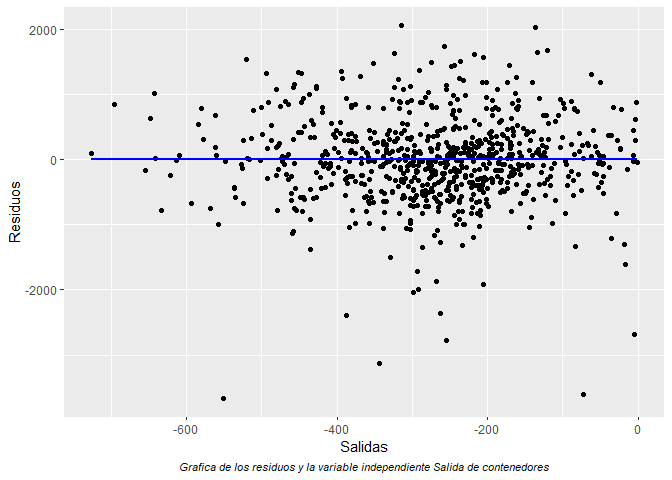 2000
0
-2000
Residuos
-600
-400
-200
0
Salidas
Grafica de los residuos y la variable independiente Salida de contenedores